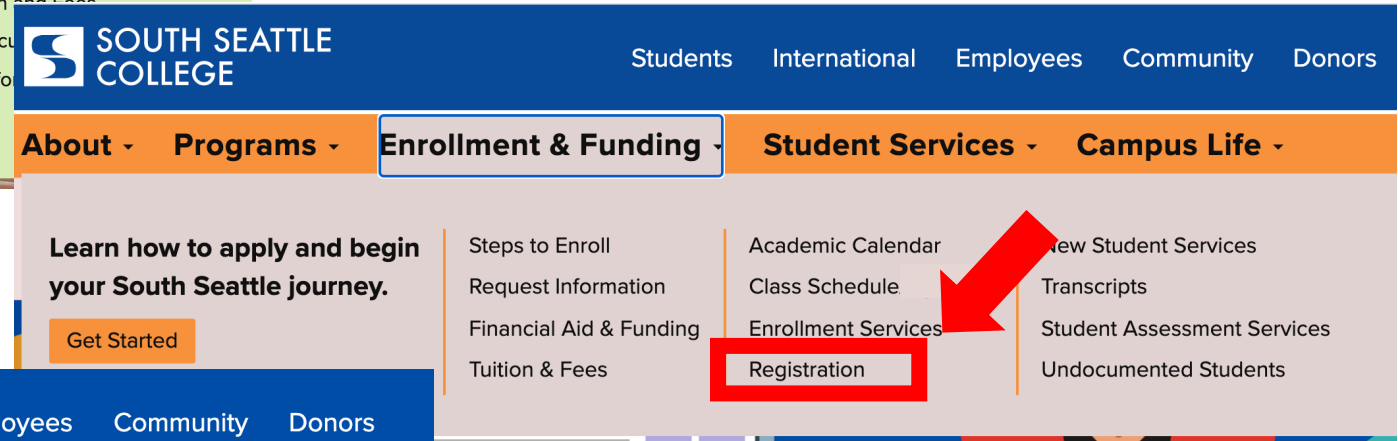 SOUTH SEATTLE
COLLEGE
Students International Employees Community Donors
About Programs Enrollment & Funding Student Services Campus Life
Learn how to apply and begin
your South Seattle journey.
Get Started
Steps to Enroll
Request Information
Financial Aid & Funding
Tuition & Fees
Academic Calendar
Class Schedule
Enrollment Services
Registration
New Student Services
Transcripts
Student Assessment Services
Undocumented Students
oyees Community Donors